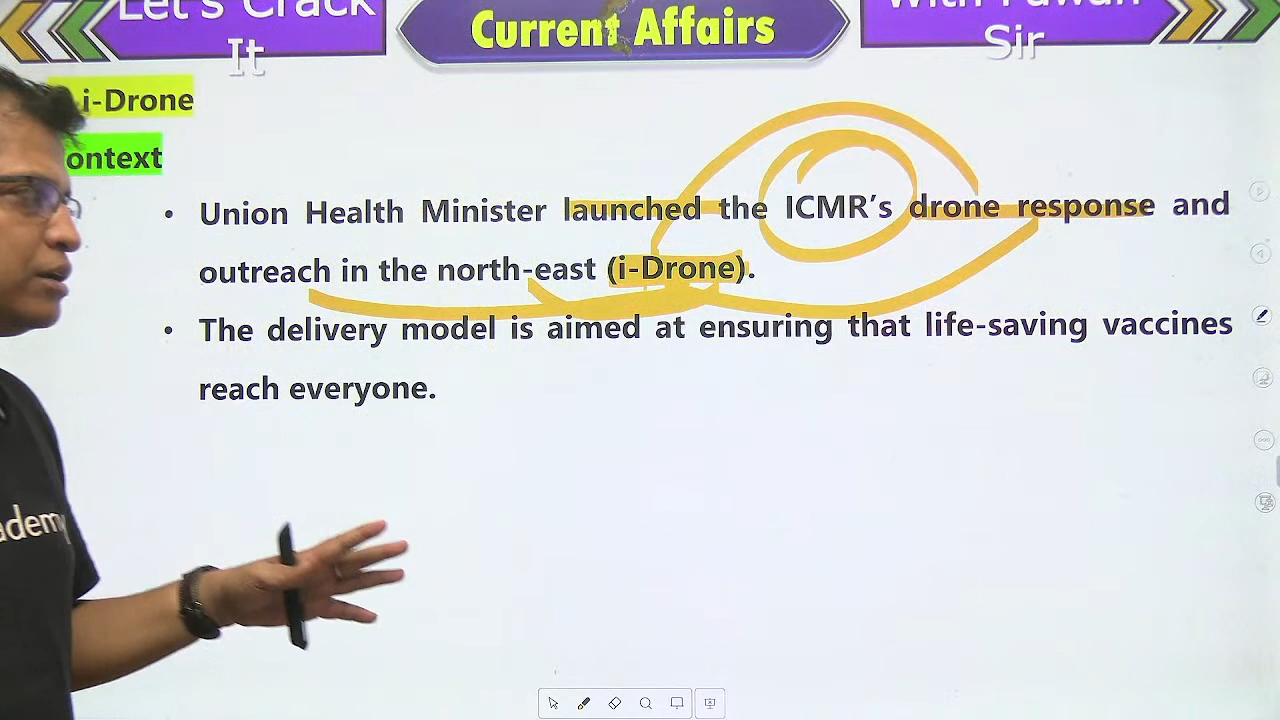 Let's Crack
It
Current Affairs
With Pawan
Sir
i-Drone
ontext
• Union Health Minister launched the ICMR's drone response and
outreach in the north-east (i-Drone).
• The delivery model is aimed at ensuring that life-saving vaccines
reach everyone.
adem